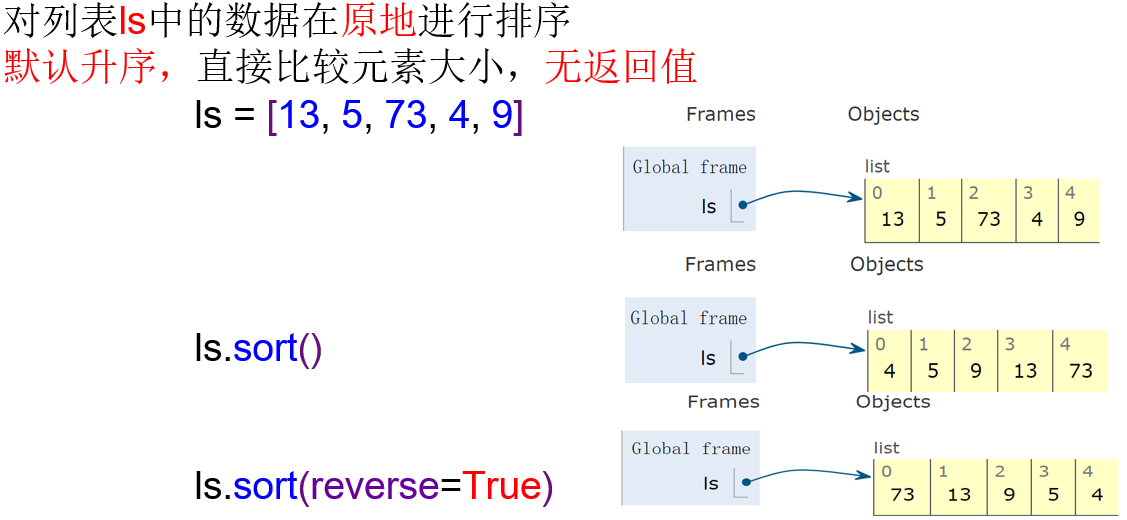 对列表ls中的数据在原地进行排序
默认升序，直接比较元素大小，无返回值
ls = [13, 5, 73, 4, 9]
Frames Objects
Global frame
ls
list
0 1 2 3 4
13 5 73 4 9
Frames Objects
ls.sort()
Global frame
ls
list
0 1 2 3 4
4 5 9 13 73
Frames Objects
ls.sort(reverse=True)
Global frame
ls
list
0 1 2 3 4
73 13 9 5 4